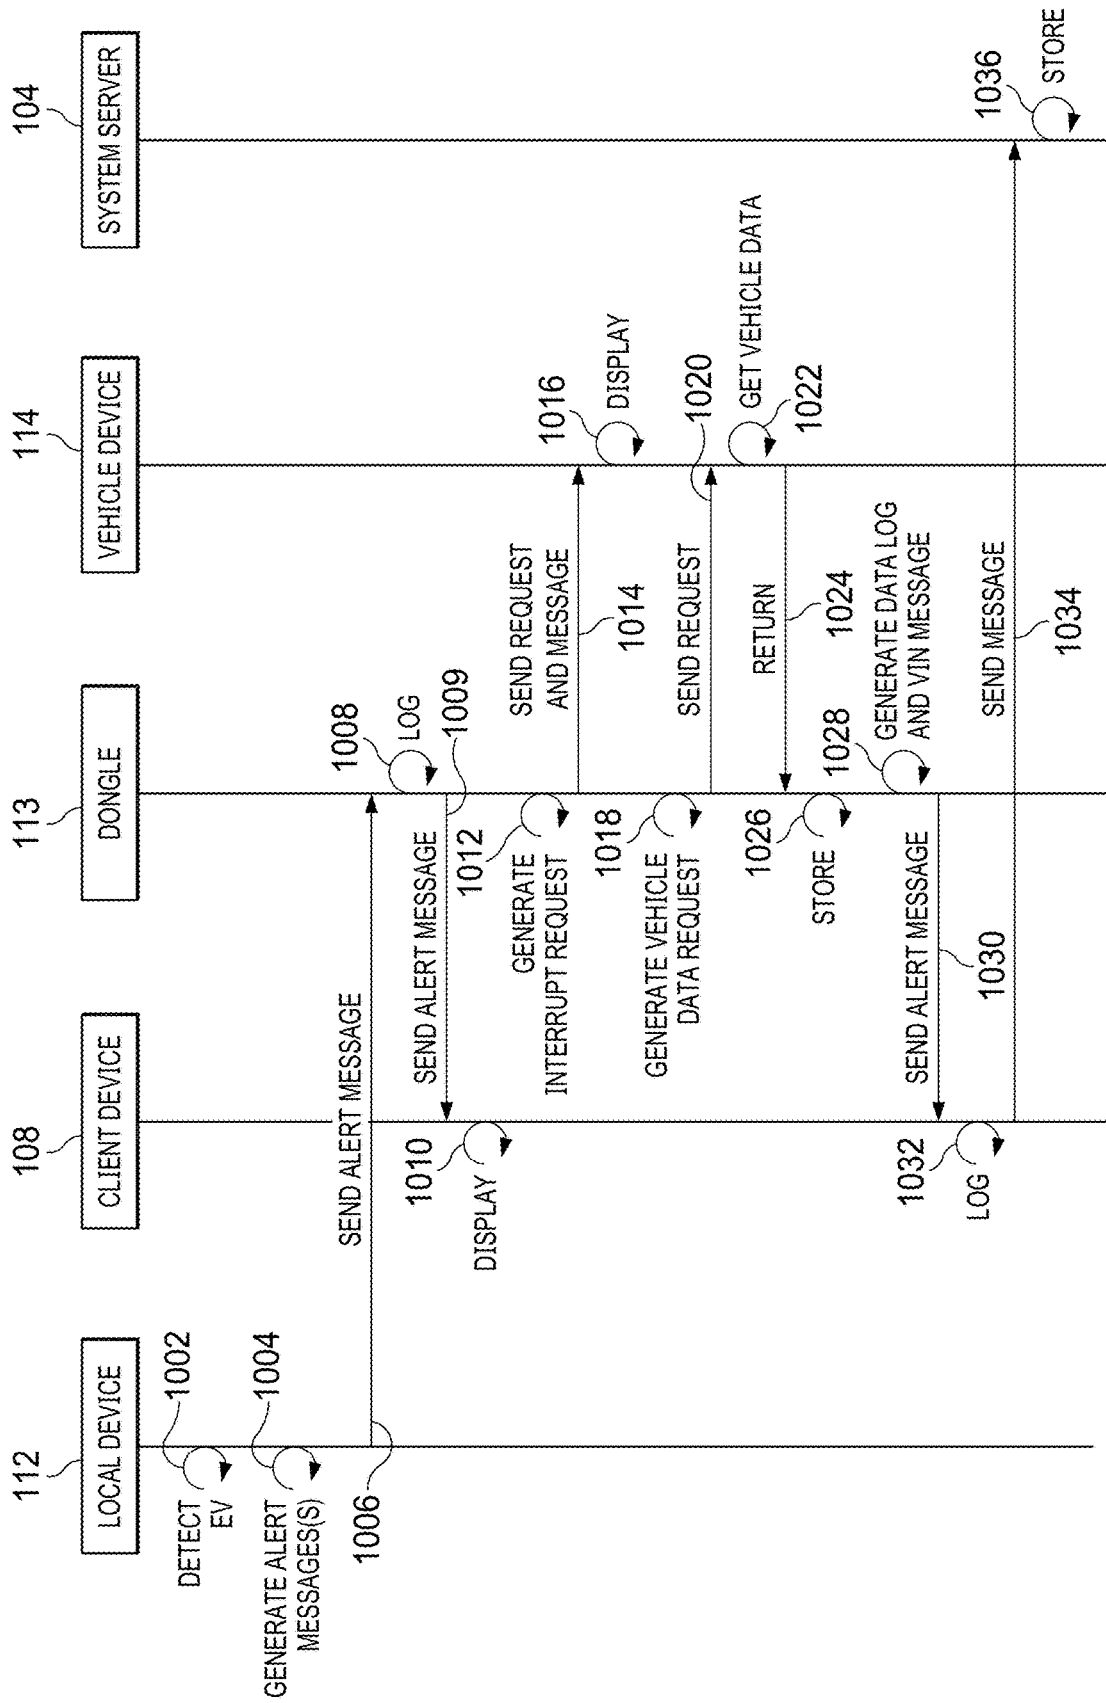 112
LOCAL DEVICE
108
CLIENT DEVICE
113
DONGLE
114
VEHICLE DEVICE
104
SYSTEM SERVER
DETECT
EV
1002
GENERATE ALERT
MESSAGES(S)
1004
1006
SEND ALERT MESSAGE
1008
LOG
SEND ALERT MESSAGE
1009
1010
DISPLAY
1012
GENERATE
INTERRUPT REQUEST
SEND REQUEST
AND MESSAGE
1014
1016
DISPLAY
1018
GENERATE VEHICLE
DATA REQUEST
SEND REQUEST
1020
GET VEHICLE DATA
1022
RETURN
1024
1026
STORE
1028
GENERATE DATA LOG
AND VIN MESSAGE
SEND ALERT MESSAGE
1030
1032
LOG
SEND MESSAGE
1034
1036
STORE